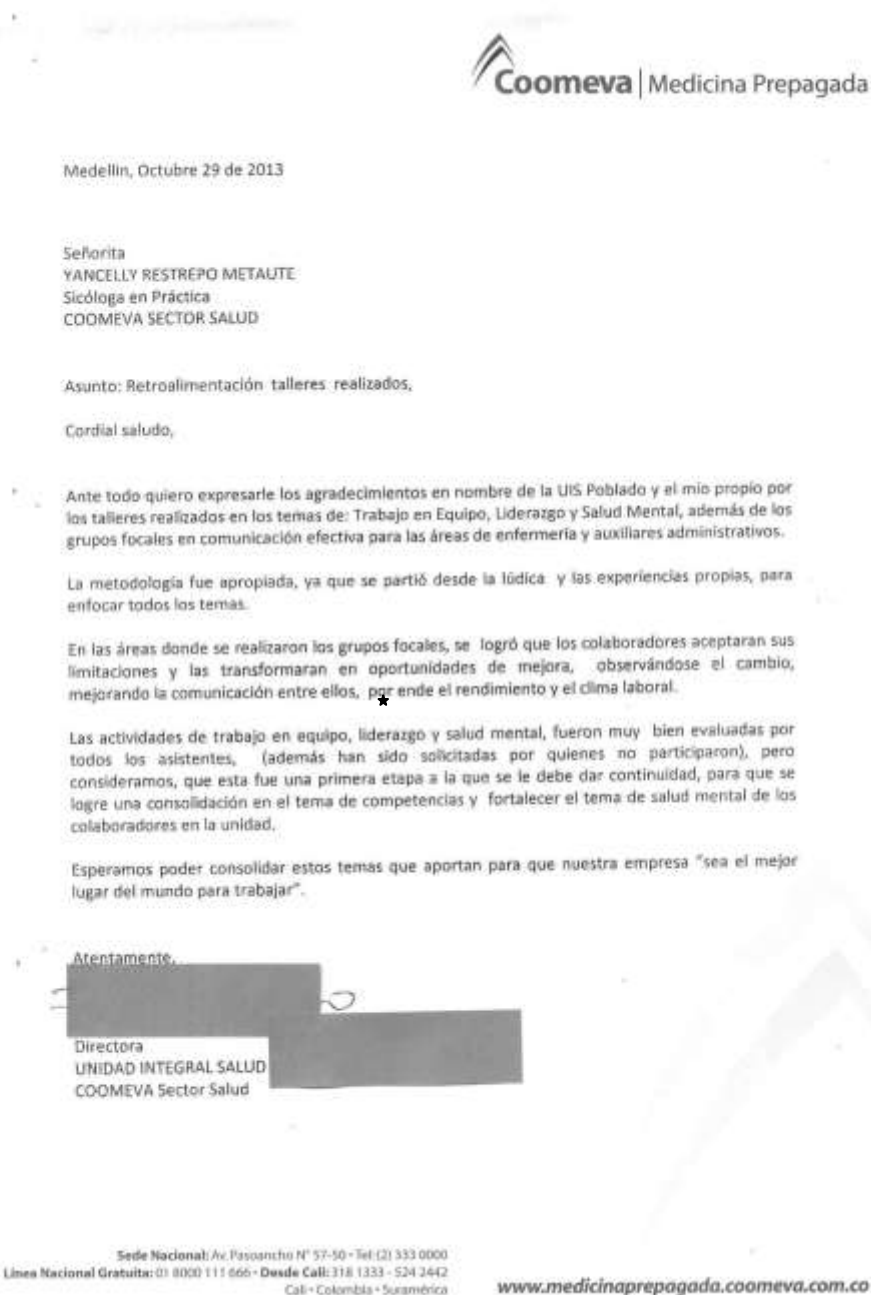 Coomeva | Medicina Prepagada
Medellin, Octubre 29 de 2013
Señorita
YANCELLY RESTREPO METAUTE
Sicóloga en Práctica
COOMEVA SECTOR SALUD
Asunto: Retroalimentación talleres realizados,
Cordial saludo,
Ante todo quiero expresarle los agradecimientos en nombre de la UIS Poblado y el mio propio por
los talleres realizados en los temas de: Trabajo en Equipo, Liderazgo y Salud Mental, además de los
grupos focales en comunicación efectiva para las áreas de enfermería y auxiliares administrativos.
La metodología fue apropiada, ya que se partió desde la lúdica y las experiencias propias, para
enfocar todos los temas.
En las áreas donde se realizaron los grupos focales, se logró que los colaboradores aceptaran sus
limitaciones y las transformaran en oportunidades de mejora, observándose el cambio,
mejorando la comunicación entre ellos, por ende el rendimiento y el clima laboral.
Las actividades de trabajo en equipo, liderazgo y salud mental, fueron muy bien evaluadas por
todos los asistentes, (además han sido solicitadas por quienes no participaron), pero
consideramos, que esta fue una primera etapa a la que se le debe dar continuidad, para que se
logre una consolidación en el tema de competencias y fortalecer el tema de salud mental de los
colaboradores en la unidad.
Esperamos poder consolidar estos temas que aportan para que nuestra empresa "sea el mejor
lugar del mundo para trabajar".
Atentamente,
Directora
UNIDAD INTEGRAL SALUD
COOMEVA Sector Salud
Sede Nacional: Av. Pasoancho N° 57-50 • Tel: (2) 333 0000
Línea Nacional Gratuita: 01 8000 111 666 • Desde Cali: 318 1333 - 524 2442
Cali • Colombia • Suramérica
www.medicinaprepagada.coomeva.com.co